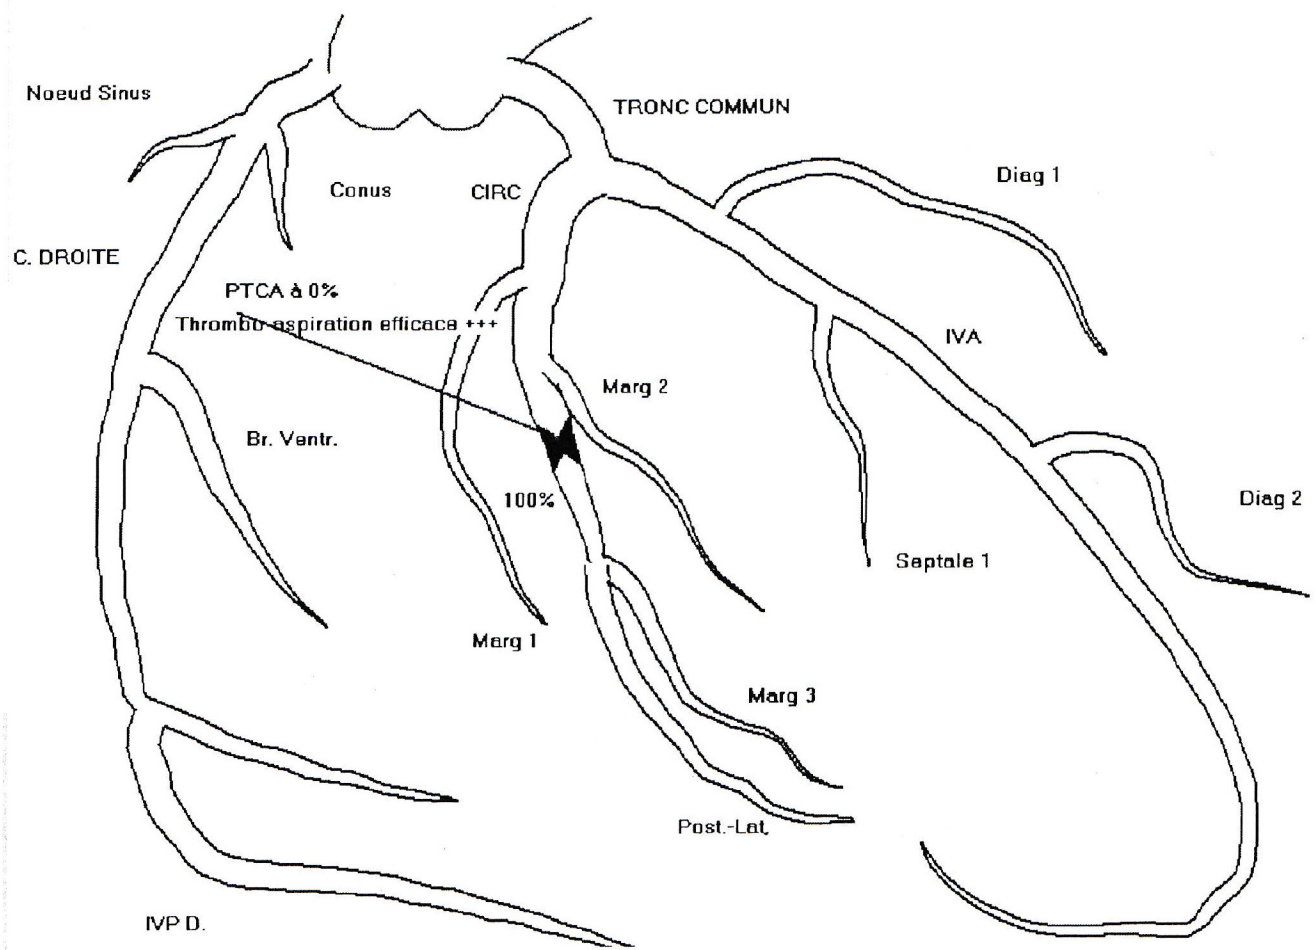 Noeud Sinus
TRONC COMMUN
Diag 1
Conus
CIRC
C. DROITE
PTCA à 0%
Thrombo-aspiration efficace +++
IVA
Marg 2
Br. Ventr.
100%
Diag 2
Septale 1
Marg 1
Marg 3
Post.-Lat.
IVP D.